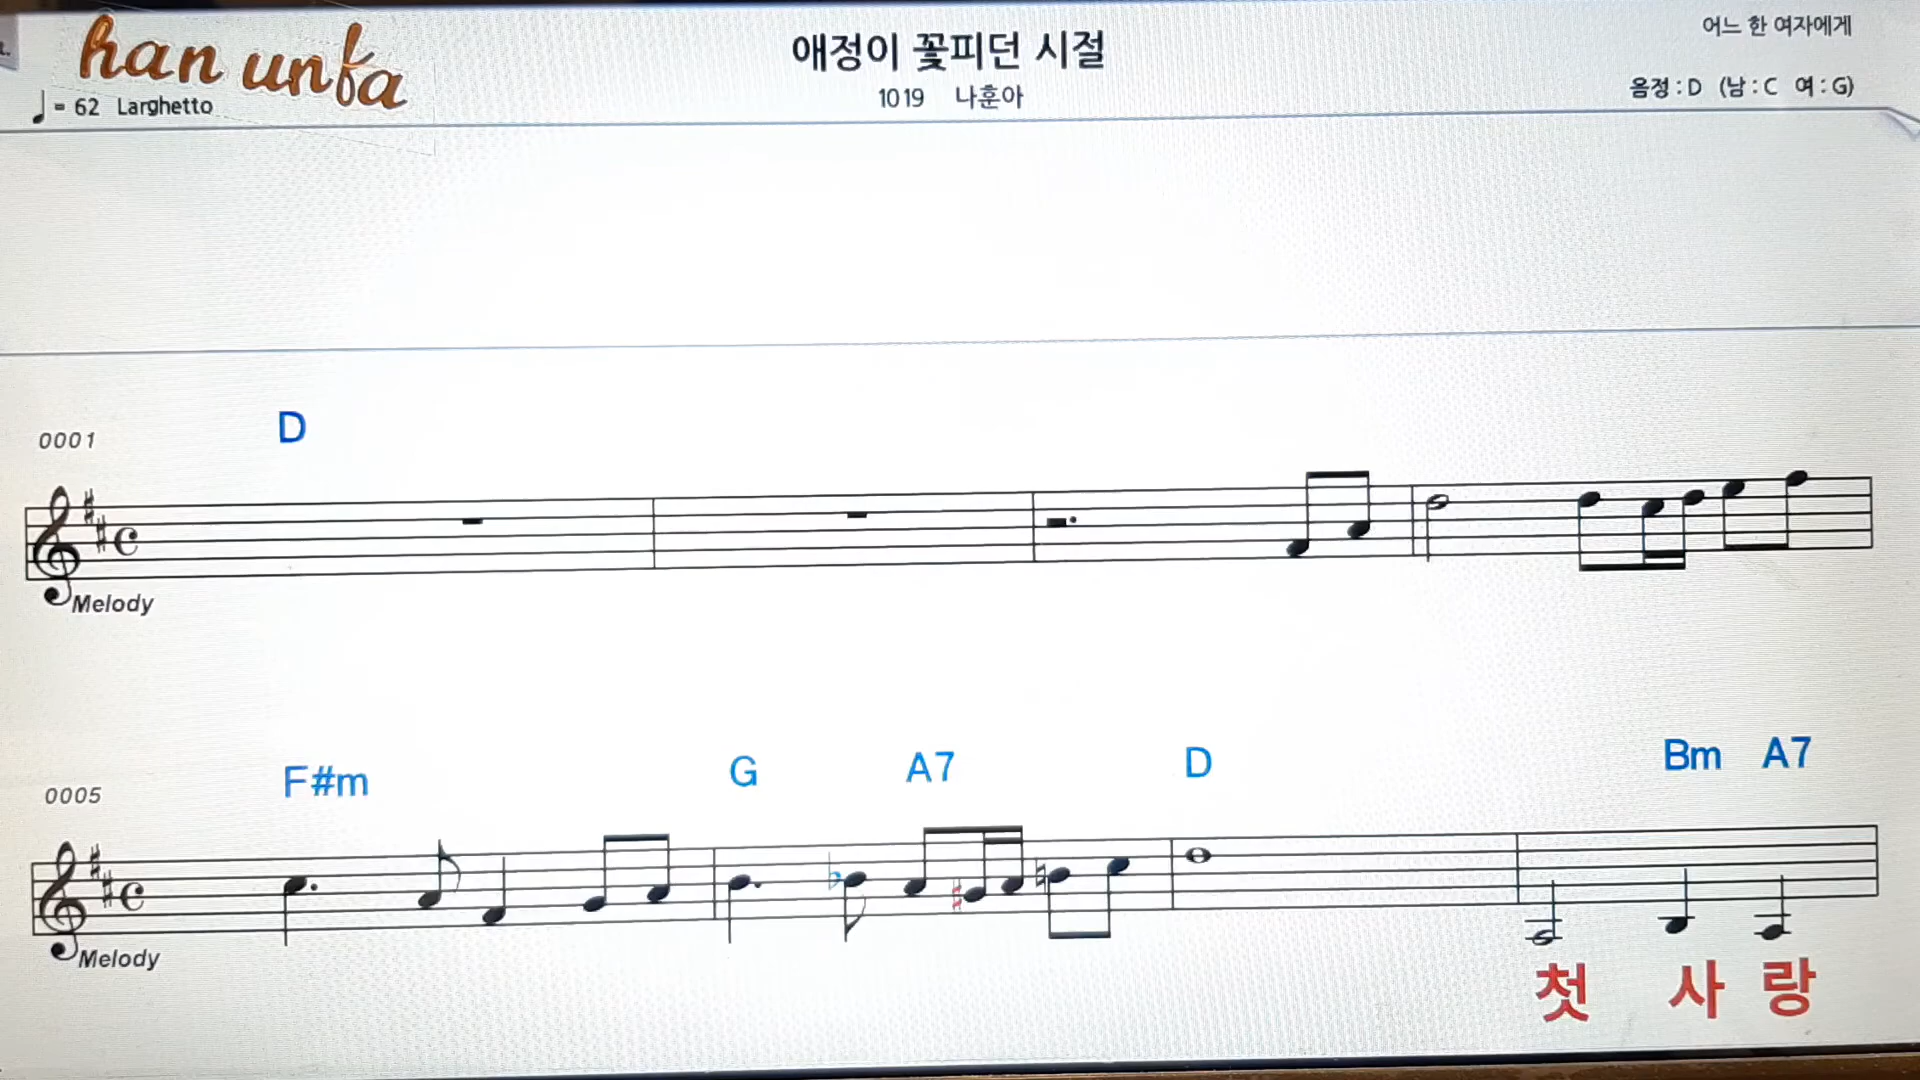 han unfa
애정이 꽃피던 시절
어느 한 여자에게
♩ = 62 Larghetto
1019 나훈아
음정 : D (남 : C 여 : G)
D
0001
Melody
F#m G A7 D Bm A7
0005
Melody
첫 사 랑